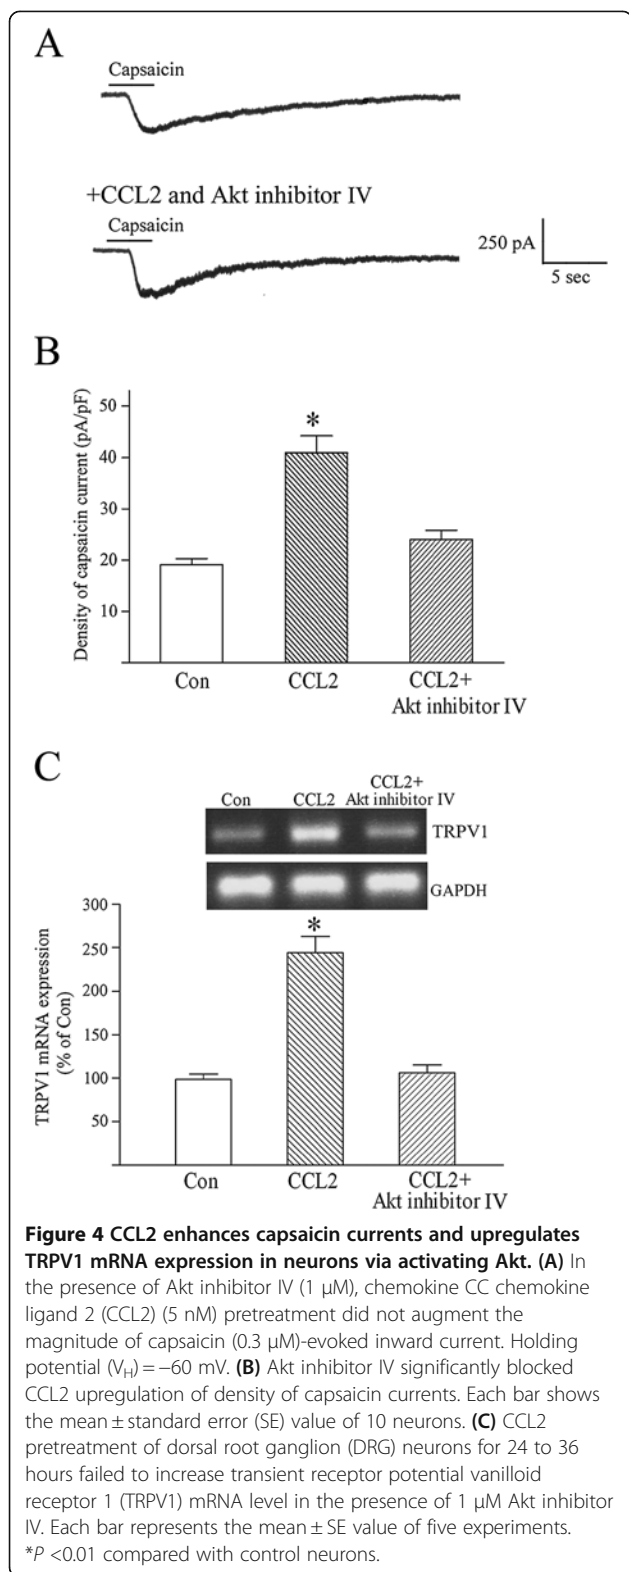 A
Capsaicin
+CCL2 and Akt inhibitor IV
Capsaicin
250 pA
5 sec
B
Density of capsaicin current (pA/pF)
50
40
30
20
10
*
Con
CCL2
CCL2+
Akt inhibitor IV
C
Con
CCL2
CCL2+
Akt inhibitor IV
TRPV1
GAPDH
TRPV1 mRNA expression
(% of Con)
300
250
200
150
100
50
*
Con
CCL2
CCL2+
Akt inhibitor IV
Figure 4 CCL2 enhances capsaicin currents and upregulates
TRPV1 mRNA expression in neurons via activating Akt. (A) In
the presence of Akt inhibitor IV (1 μM), chemokine CC chemokine
ligand 2 (CCL2) (5 nM) pretreatment did not augment the
magnitude of capsaicin (0.3 μM)-evoked inward current. Holding
potential (VH) = −60 mV. (B) Akt inhibitor IV significantly blocked
CCL2 upregulation of density of capsaicin currents. Each bar shows
the mean ± standard error (SE) value of 10 neurons. (C) CCL2
pretreatment of dorsal root ganglion (DRG) neurons for 24 to 36
hours failed to increase transient receptor potential vanilloid
receptor 1 (TRPV1) mRNA level in the presence of 1 μM Akt inhibitor
IV. Each bar represents the mean ± SE value of five experiments.
*P <0.01 compared with control neurons.